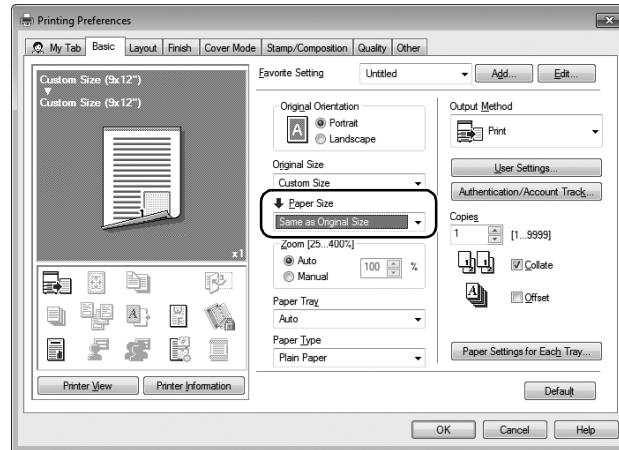 Printing Preferences
My Tab Basic Layout Finish Cover Mode Stamp/Composition Quality Other
Custom Size (9x12")
Custom Size (9x12")
1
x1
Printer View Printer Information
Favorite Setting Untitled Add... Edit...
Original Orientation
A
Portrait
Landscape
Original Size
Custom Size
Paper Size
Same as Original Size
Zoom [25...400%]
Auto
Manual
100 %
Paper Tray
Auto
Paper Type
Plain Paper
Output Method
Print
User Settings...
Authentication/Account Track...
Copies
1 [1...9999]
Collate
Offset
Paper Settings for Each Tray...
Default
OK Cancel Help